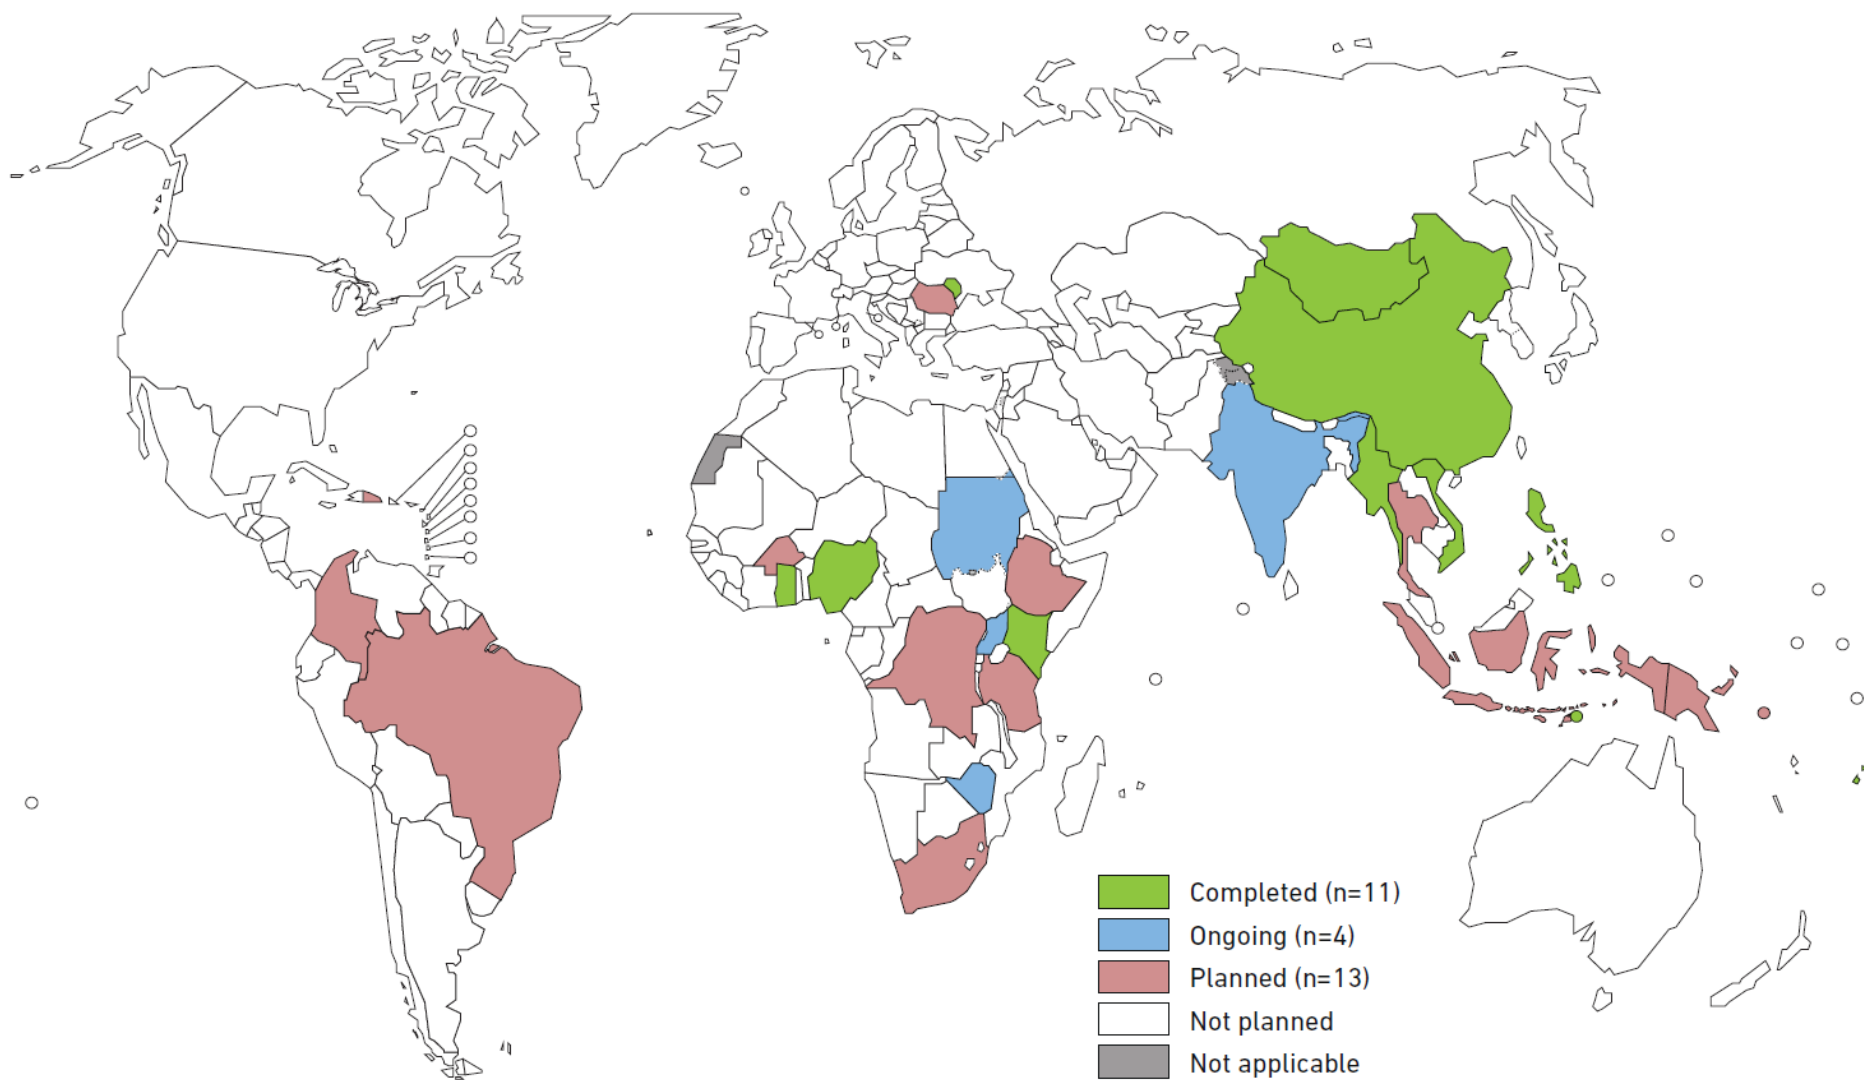 Completed (n=11)
Ongoing (n=4)
Planned (n=13)
Not planned
Not applicable